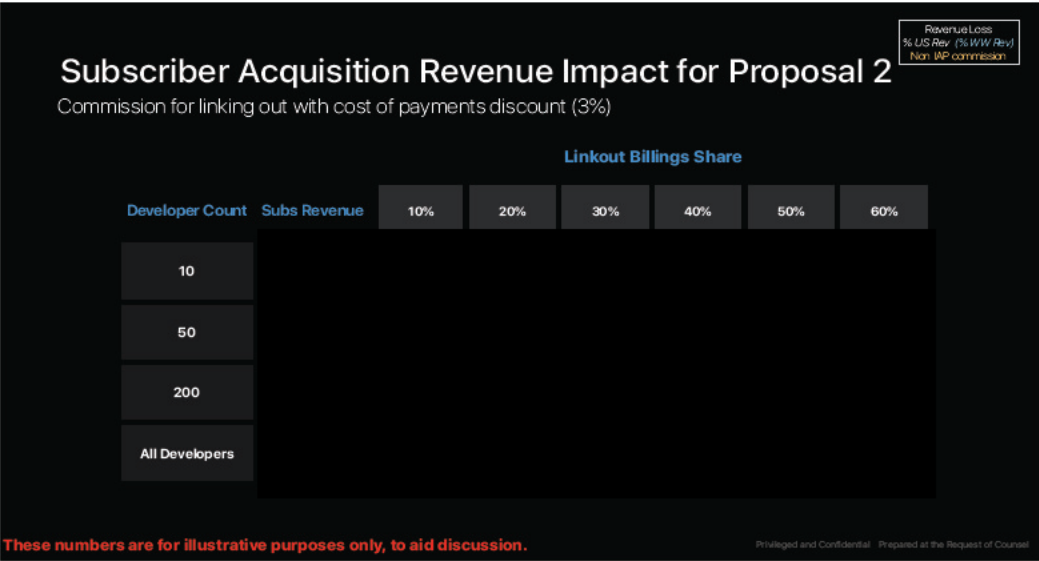 Revenue Loss
% US Rev (% WW Rev)
Non IAP commission
Subscriber Acquisition Revenue Impact for Proposal 2
Commission for linking out with cost of payments discount (3%)
Linkout Billings Share
Developer Count Subs Revenue 10% 20% 30% 40% 50% 60%
10
50
200
All Developers
These numbers are for illustrative purposes only, to aid discussion.
Privileged and Confidential Prepared at the Request of Counsel